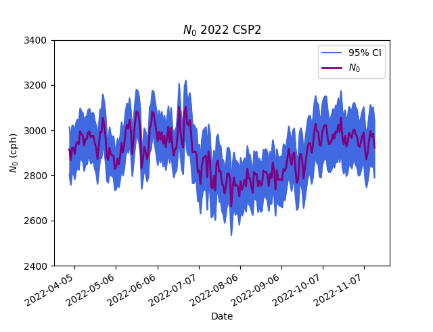 N₀ 2022 CSP2
3400
3200
3000
2800
2600
2400
N₀ (cph)
95% CI
N₀
2022-04-05
2022-05-06
2022-06-06
2022-07-07
2022-08-06
2022-09-06
2022-10-07
2022-11-07
Date